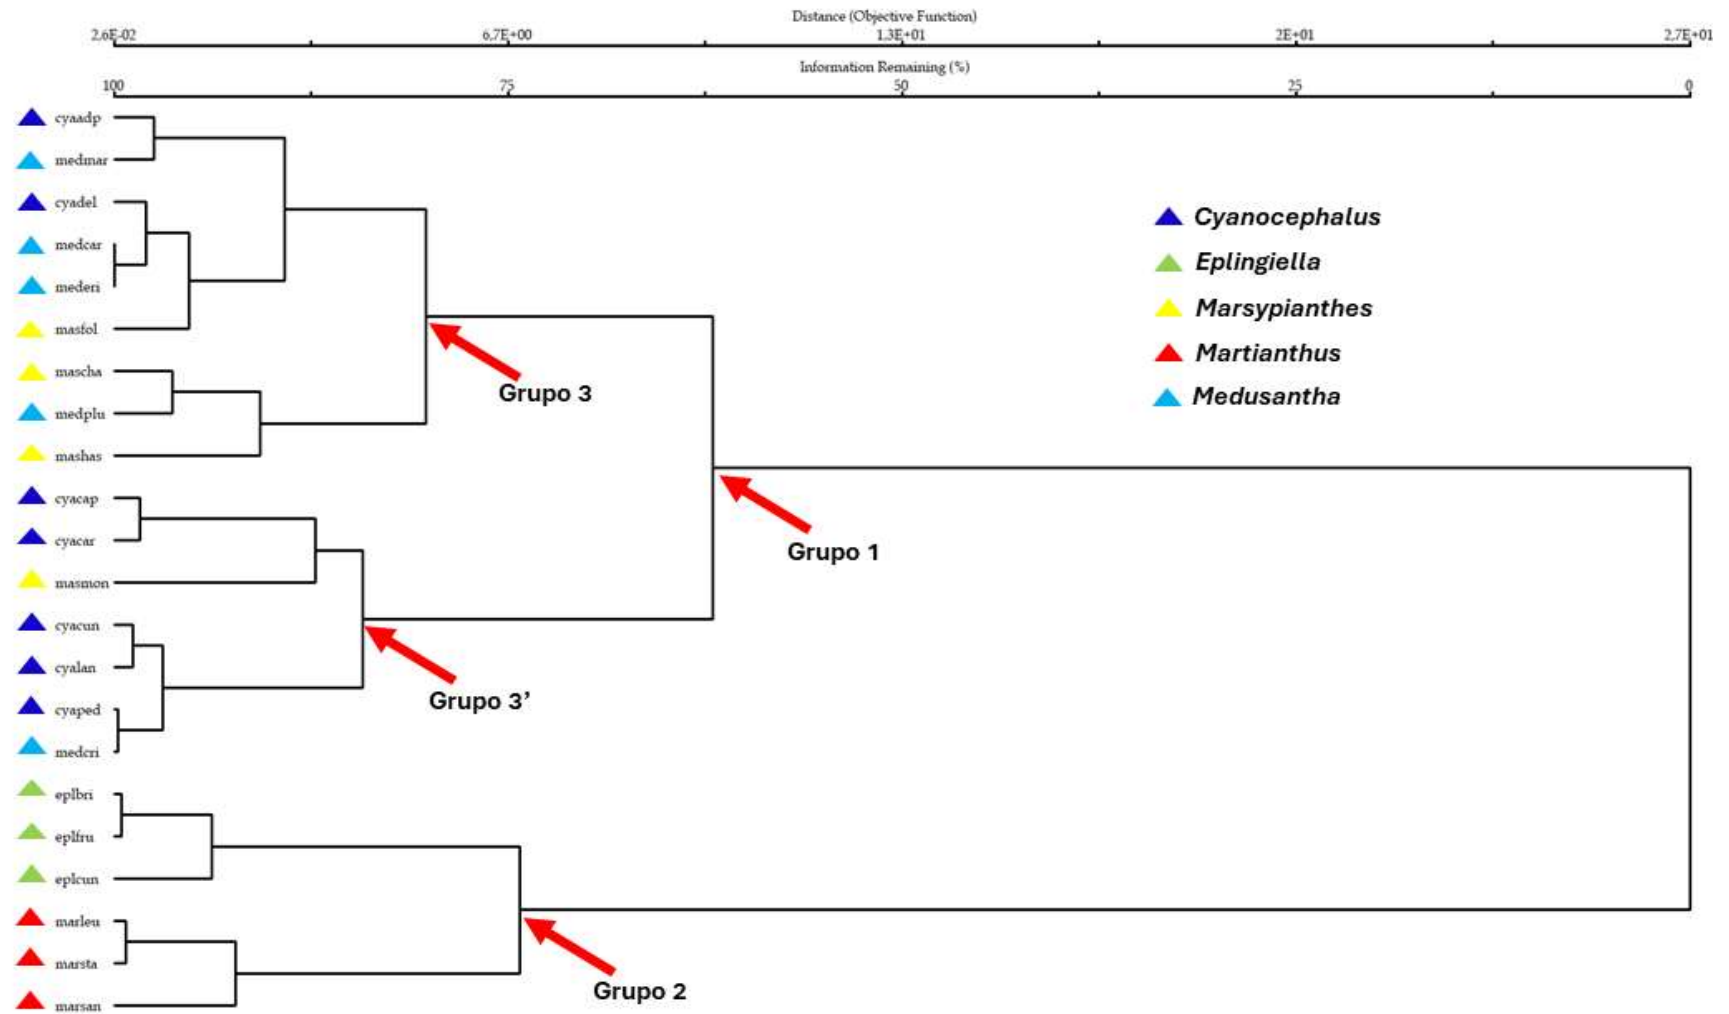 Distance (Objective Function)
2.6E-02 6.7E+00 1.3E+01 2E+01 2.7E+01
Information Remaining (%)
100 75 50 25 0
cyaadp
medmar
cyadel
medcar
mederi
masfol
mascha
medplu
mashas
cyacap
cyacar
masmon
cyacun
cyalan
cyaped
medcri
eplbri
eplfru
eplcun
marleu
marsta
marsan
Cyanocephalus
Eplingiella
Marsypianthes
Martianthus
Medusantha
Grupo 3
Grupo 1
Grupo 3’
Grupo 2